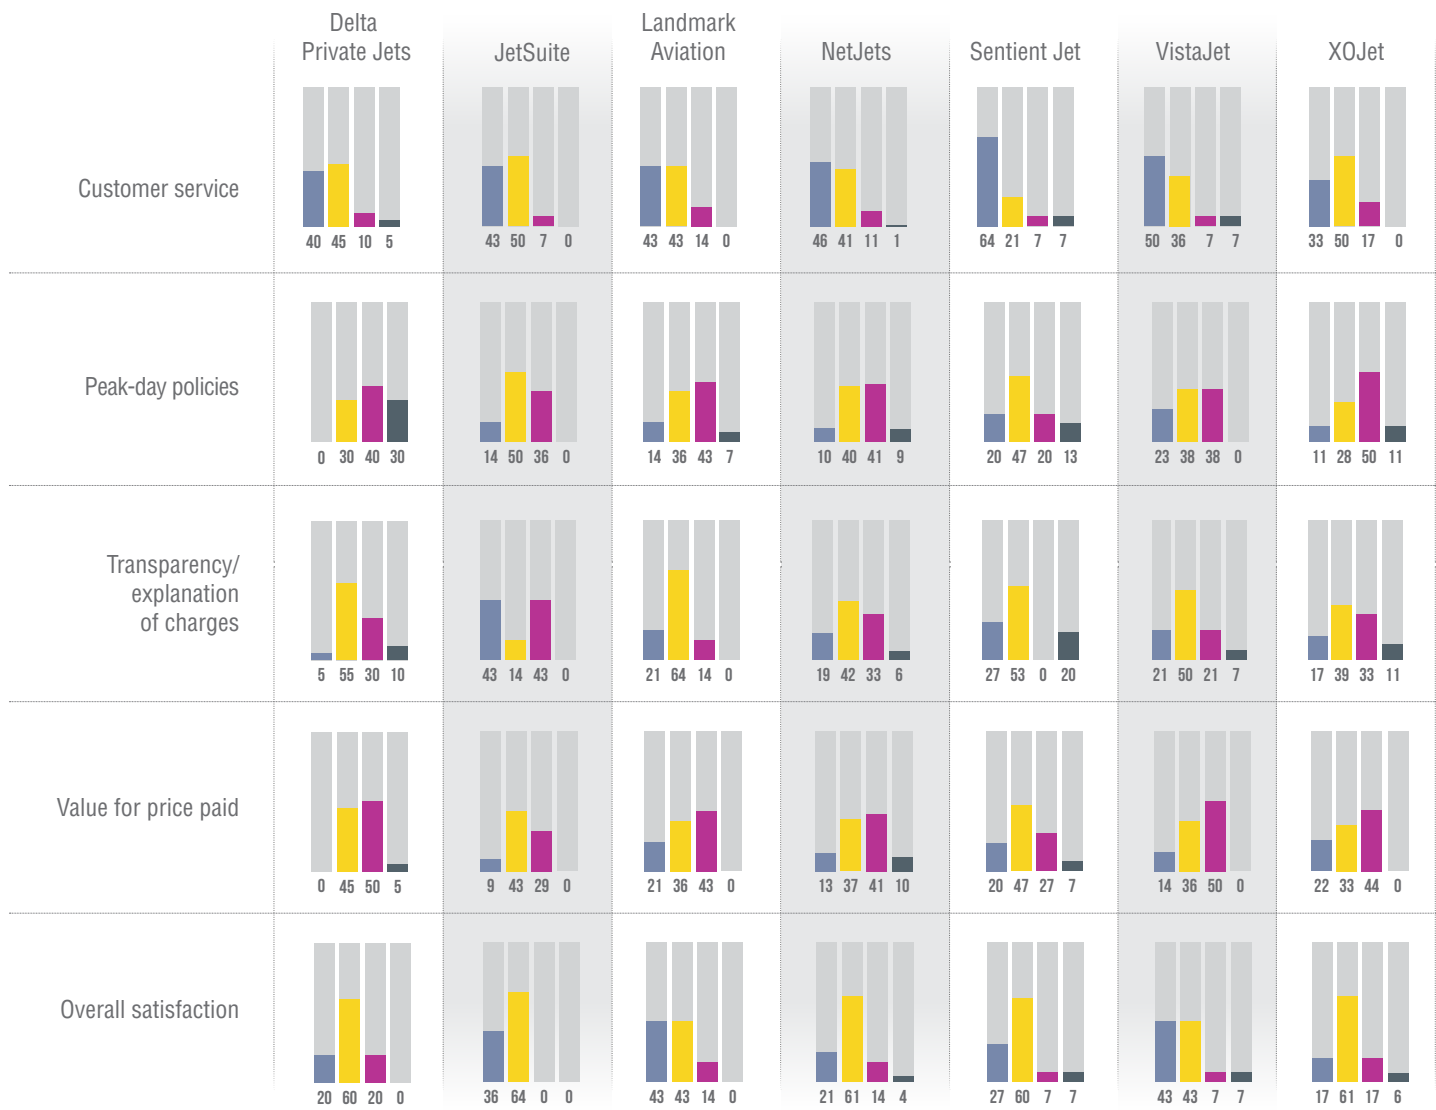 Delta
Private Jets
JetSuite
Landmark
Aviation
NetJets
Sentient Jet
VistaJet
XOJet
Customer service
40 45 10 5
43 50 7 0
43 43 14 0
46 41 11 1
64 21 7 7
50 36 7 7
33 50 17 0
Peak-day policies
0 30 40 30
14 50 36 0
14 36 43 7
10 40 41 9
20 47 20 13
23 38 38 0
11 28 50 11
Transparency/
explanation
of charges
5 55 30 10
43 14 43 0
21 64 14 0
19 42 33 6
27 53 0 20
21 50 21 7
17 39 33 11
Value for price paid
0 45 50 5
9 43 29 0
21 36 43 0
13 37 41 10
20 47 27 7
14 36 50 0
22 33 44 0
Overall satisfaction
20 60 20 0
36 64 0 0
43 43 14 0
21 61 14 4
27 60 7 7
43 43 7 7
17 61 17 6